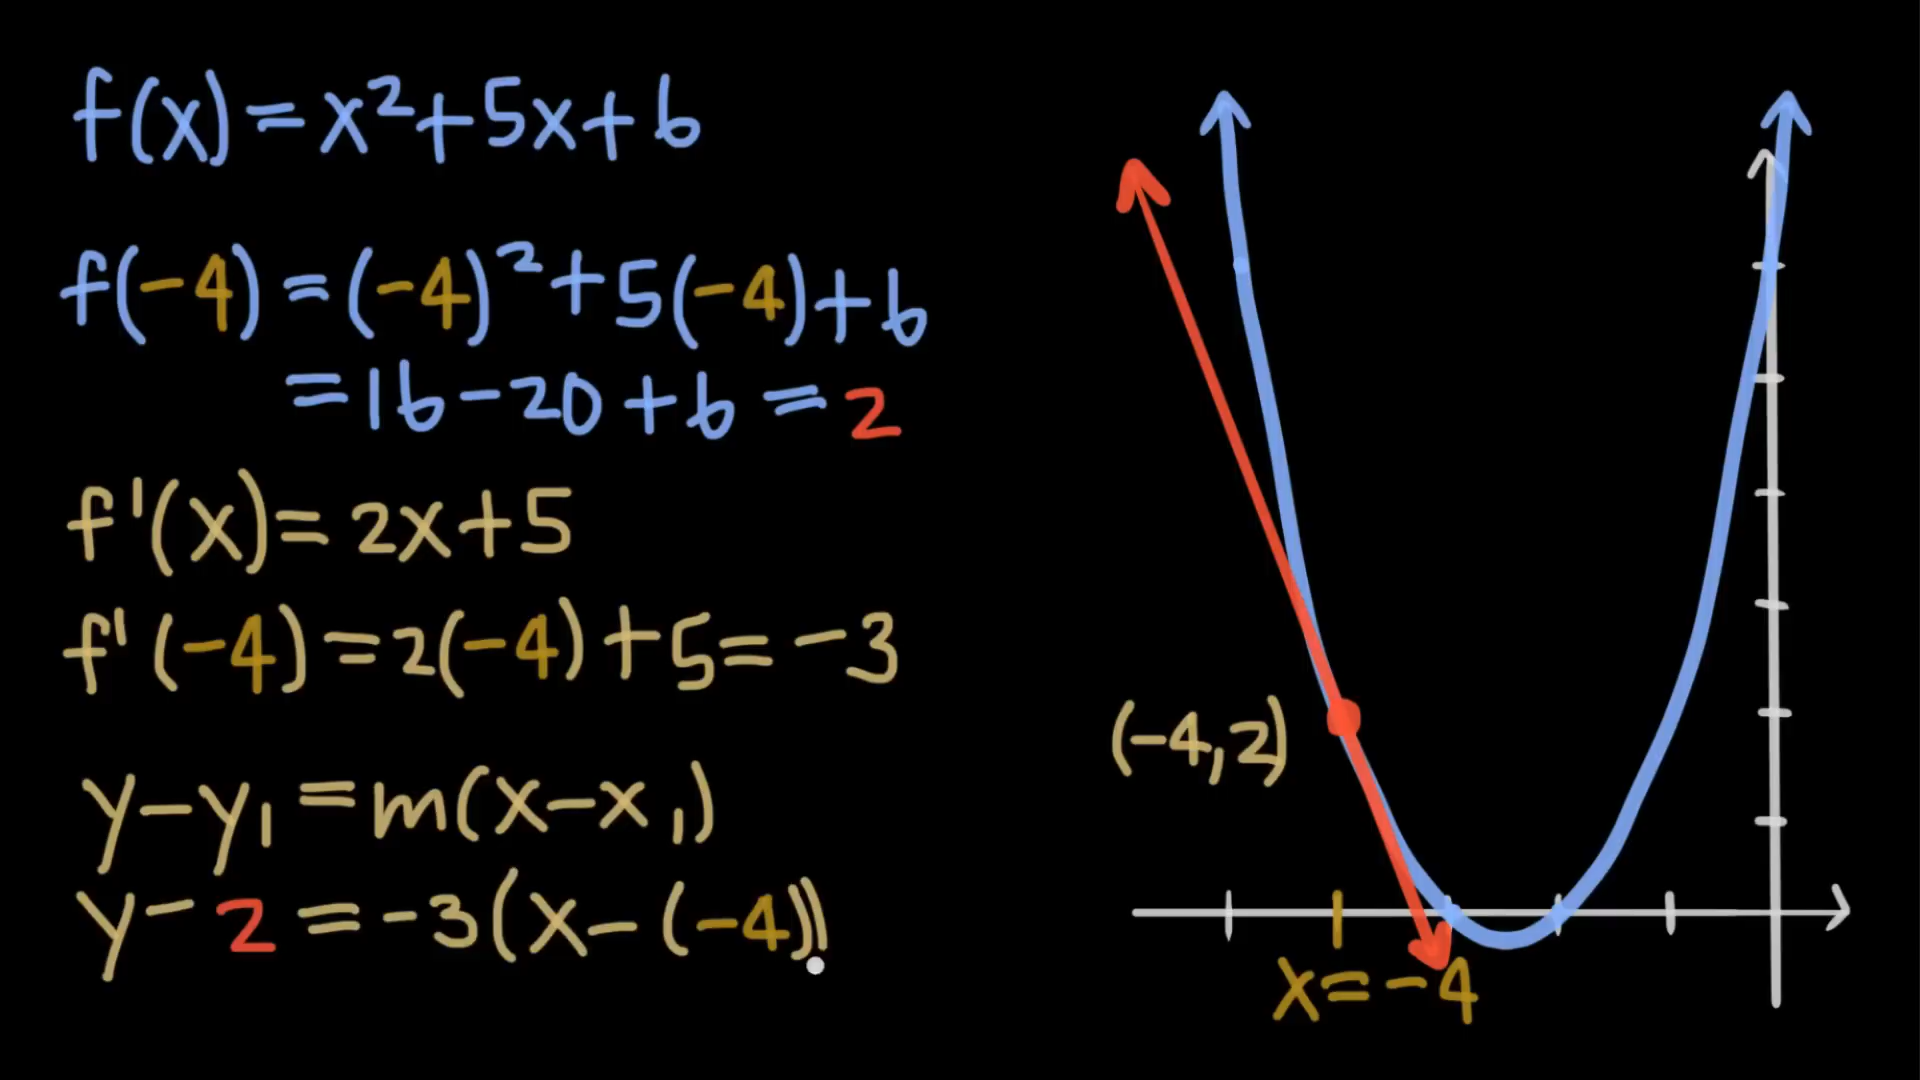 f(x)=x²+5x+6
f(-4)=(-4)²+5(-4)+6
=16-20+6=2
f'(x)=2x+5
f'(-4)=2(-4)+5=-3
y-y₁=m(x-x₁)
y-2=-3(x-(-4))
(-4,2)
x=-4